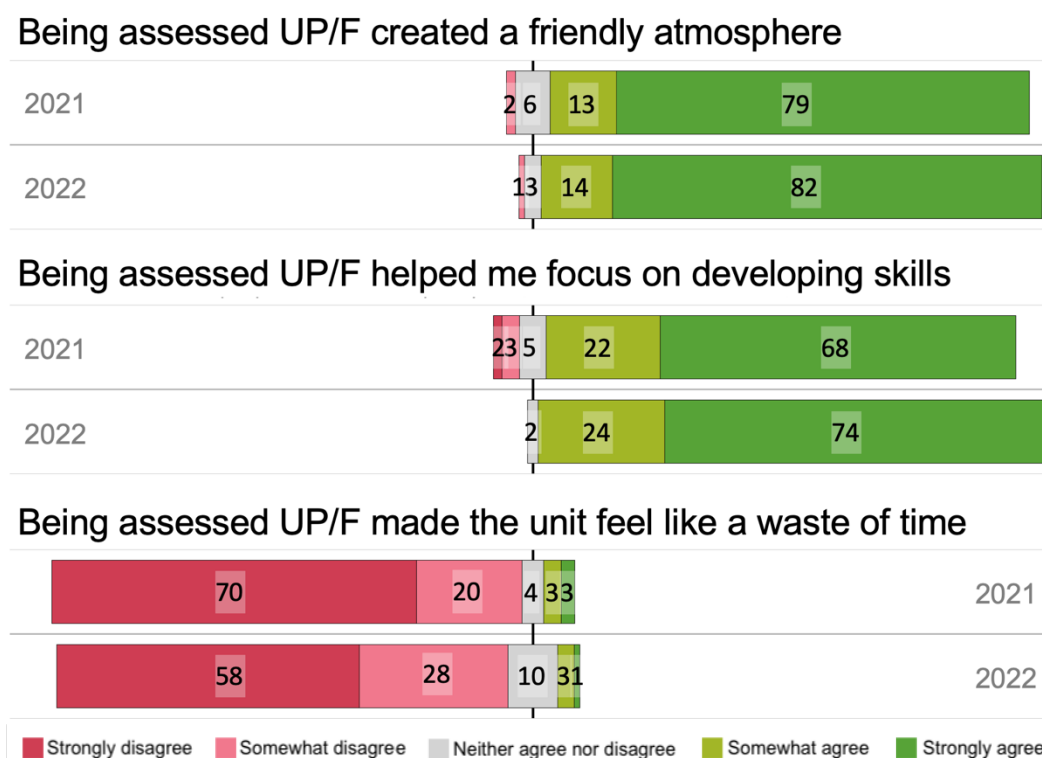 Being assessed UP/F created a friendly atmosphere
2021 2 6 13 79
2022 1 3 14 82
Being assessed UP/F helped me focus on developing skills
2021 2 3 5 22 68
2022 2 24 74
Being assessed UP/F made the unit feel like a waste of time
70 20 4 3 3 2021
58 28 10 3 1 2022
Strongly disagree Somewhat disagree Neither agree nor disagree Somewhat agree Strongly agree